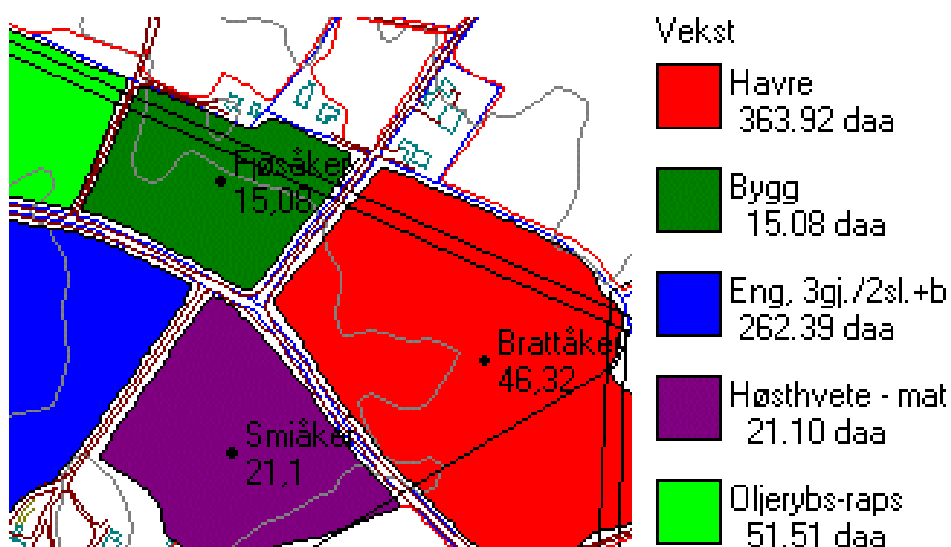 Vekst
Havre
363.92 daa
Bygg
15.08 daa
Eng, 3gj./2sl.+b
262.39 daa
Høsthvete - mat
21.10 daa
Oljerybs-raps
51.51 daa
Fjøsåker
15,08
Brattåker
46,32
Smiåker
21,1